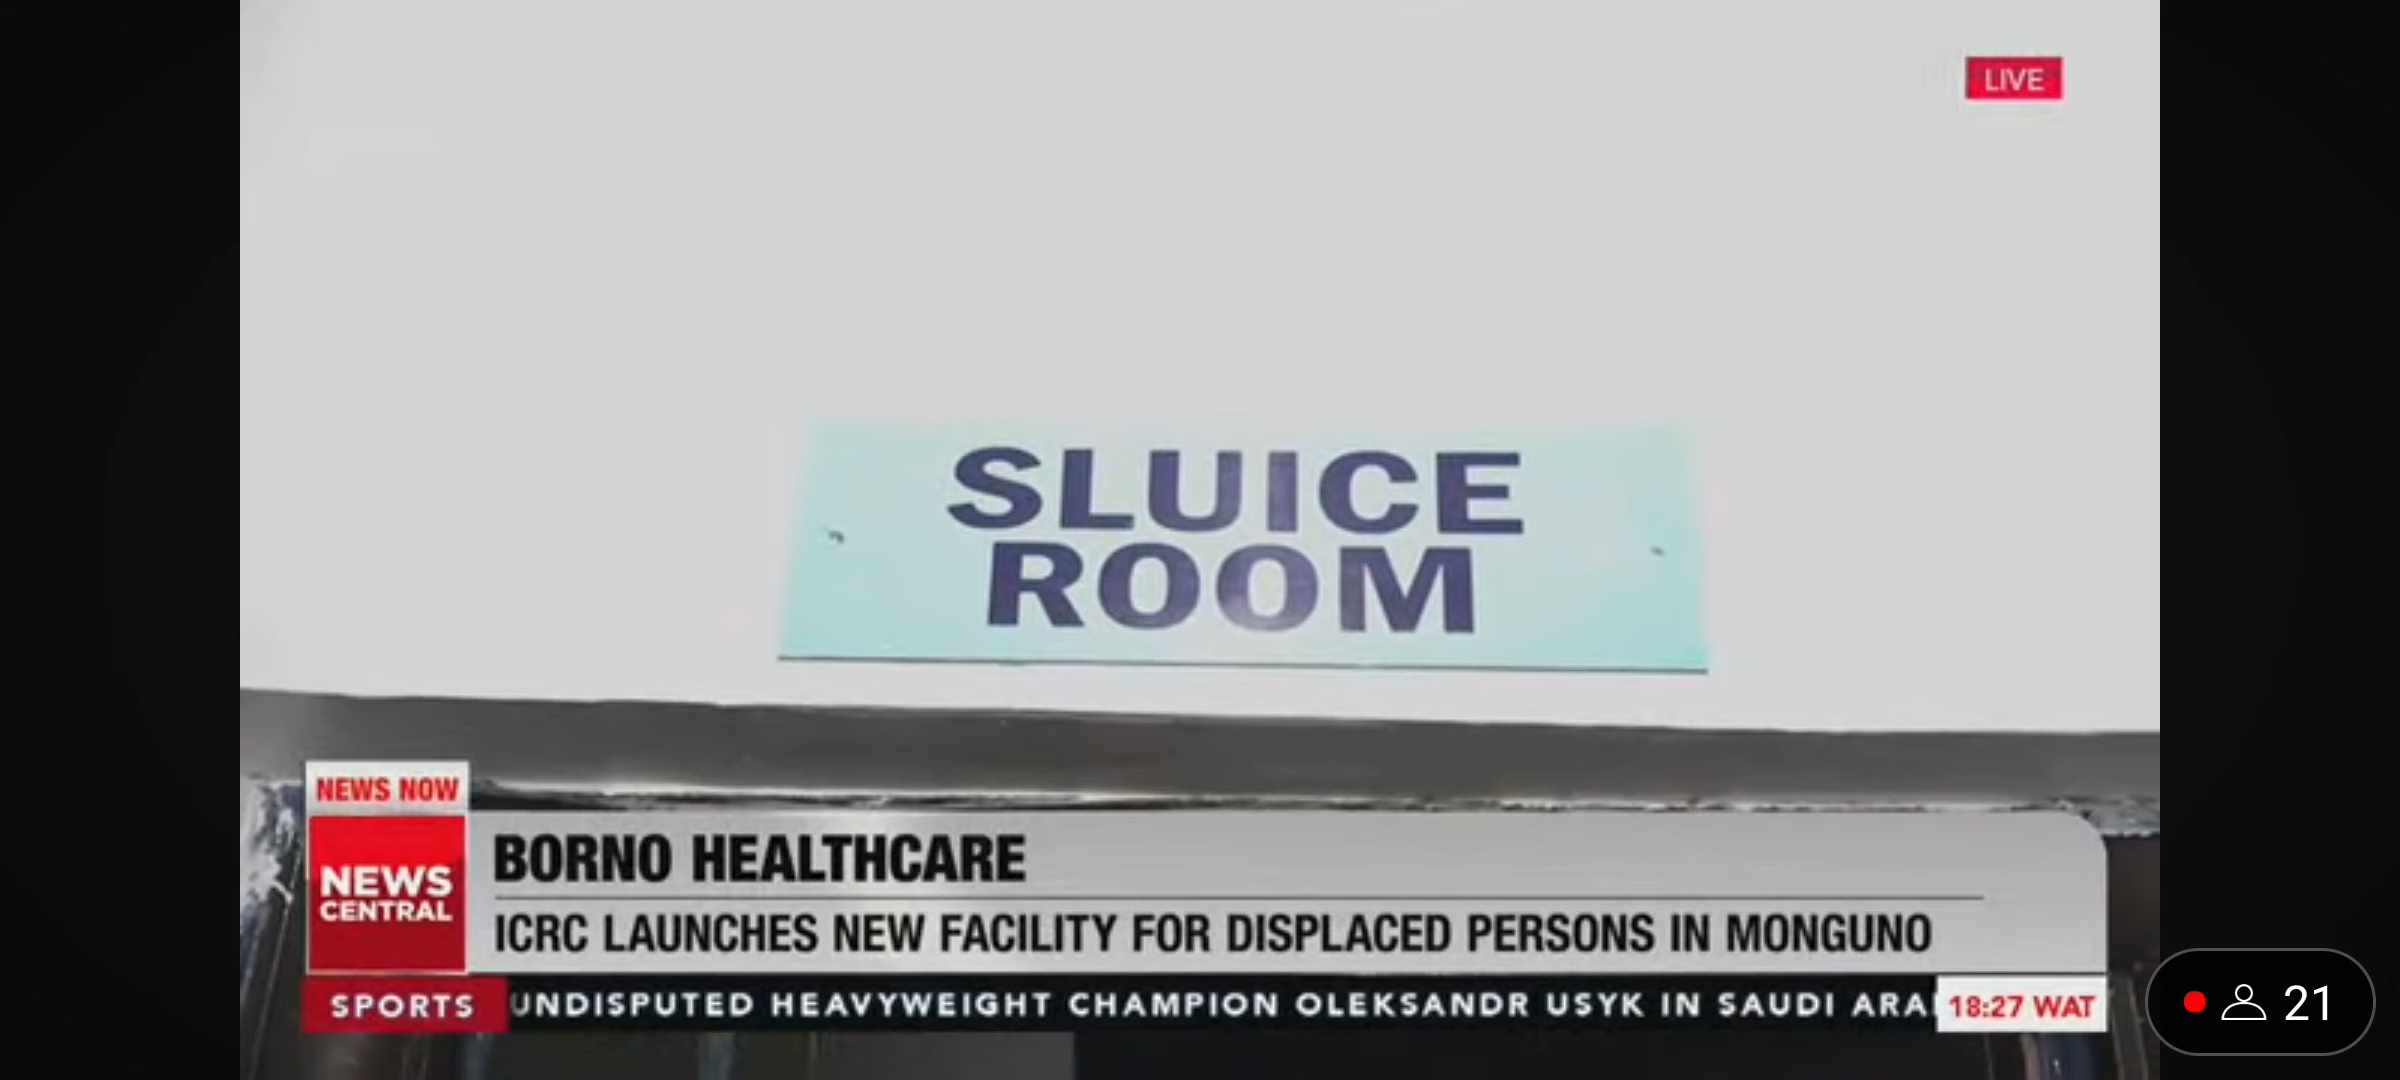 LIVE
SLUICE
ROOM
NEWS NOW
NEWS
CENTRAL
BORNO HEALTHCARE
ICRC LAUNCHES NEW FACILITY FOR DISPLACED PERSONS IN MONGUNO
SPORTS
UNDISPUTED HEAVYWEIGHT CHAMPION OLEKSANDR USYK IN SAUDI
18:27 WAT
21